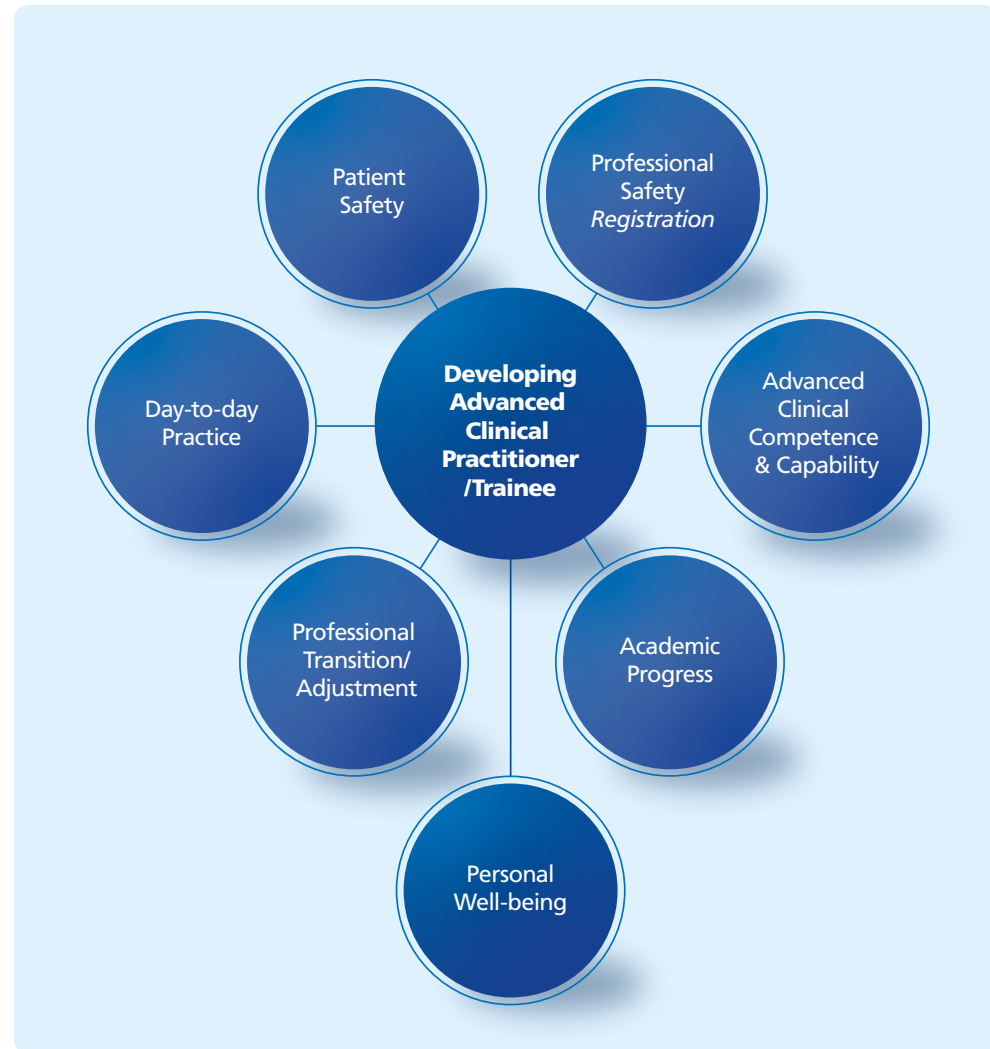 Patient
Safety
Professional
Safety
Registration
Developing
Advanced
Clinical
Practitioner
/Trainee
Day-to-day
Practice
Advanced
Clinical
Competence
& Capability
Professional
Transition/
Adjustment
Academic
Progress
Personal
Well-being